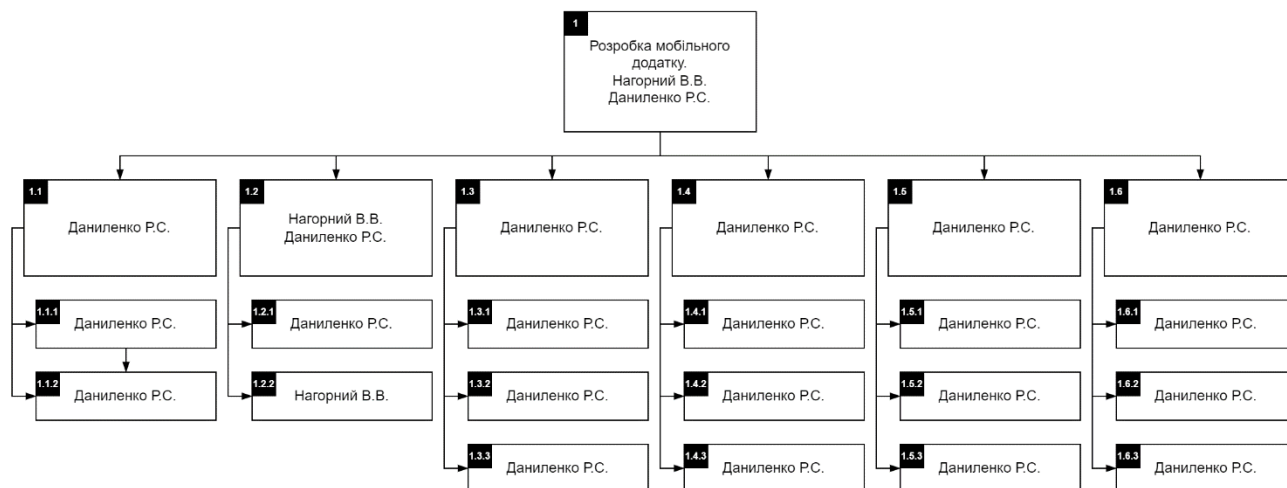 1
Розробка мобільного
додатку.
Нагорний В.В.
Даниленко Р.С.
1.1
Даниленко Р.С.
1.2
Нагорний В.В.
Даниленко Р.С.
1.3
Даниленко Р.С.
1.4
Даниленко Р.С.
1.5
Даниленко Р.С.
1.6
Даниленко Р.С.
1.1.1
Даниленко Р.С.
1.2.1
Даниленко Р.С.
1.3.1
Даниленко Р.С.
1.4.1
Даниленко Р.С.
1.5.1
Даниленко Р.С.
1.6.1
Даниленко Р.С.
1.1.2
Даниленко Р.С.
1.2.2
Нагорний В.В.
1.3.2
Даниленко Р.С.
1.4.2
Даниленко Р.С.
1.5.2
Даниленко Р.С.
1.6.2
Даниленко Р.С.
1.3.3
Даниленко Р.С.
1.4.3
Даниленко Р.С.
1.5.3
Даниленко Р.С.
1.6.3
Даниленко Р.С.